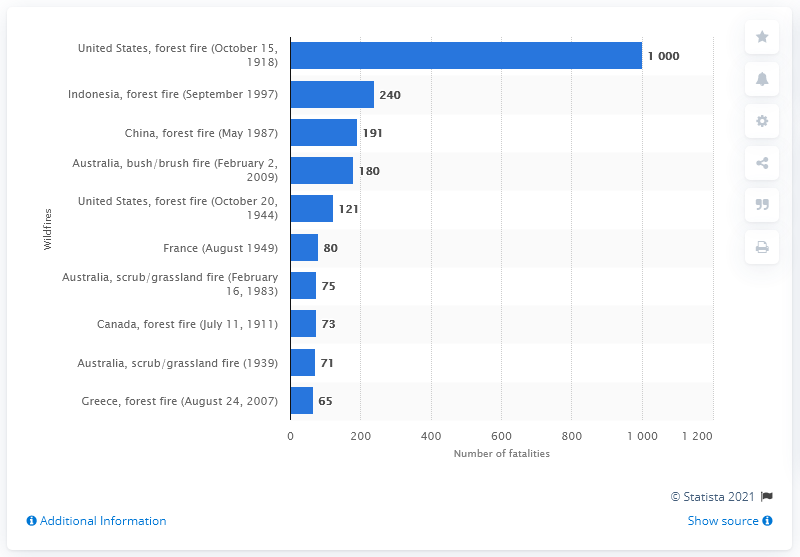 United States, forest fire (October 15,
1918)
1 000
Indonesia, forest fire (September 1997)
240
China, forest fire (May 1987)
191
Australia, bush/brush fire (February 2,
2009)
180
United States, forest fire (October 20,
1944)
121
Wildfires
France (August 1949)
80
Australia, scrub/grassland fire (February
16, 1983)
75
Canada, forest fire (July 11, 1911)
73
Australia, scrub/grassland fire (1939)
71
Greece, forest fire (August 24, 2007)
65
0 200 400 600 800 1 000 1 200
Number of fatalities
© Statista 2021
Additional Information
Show source